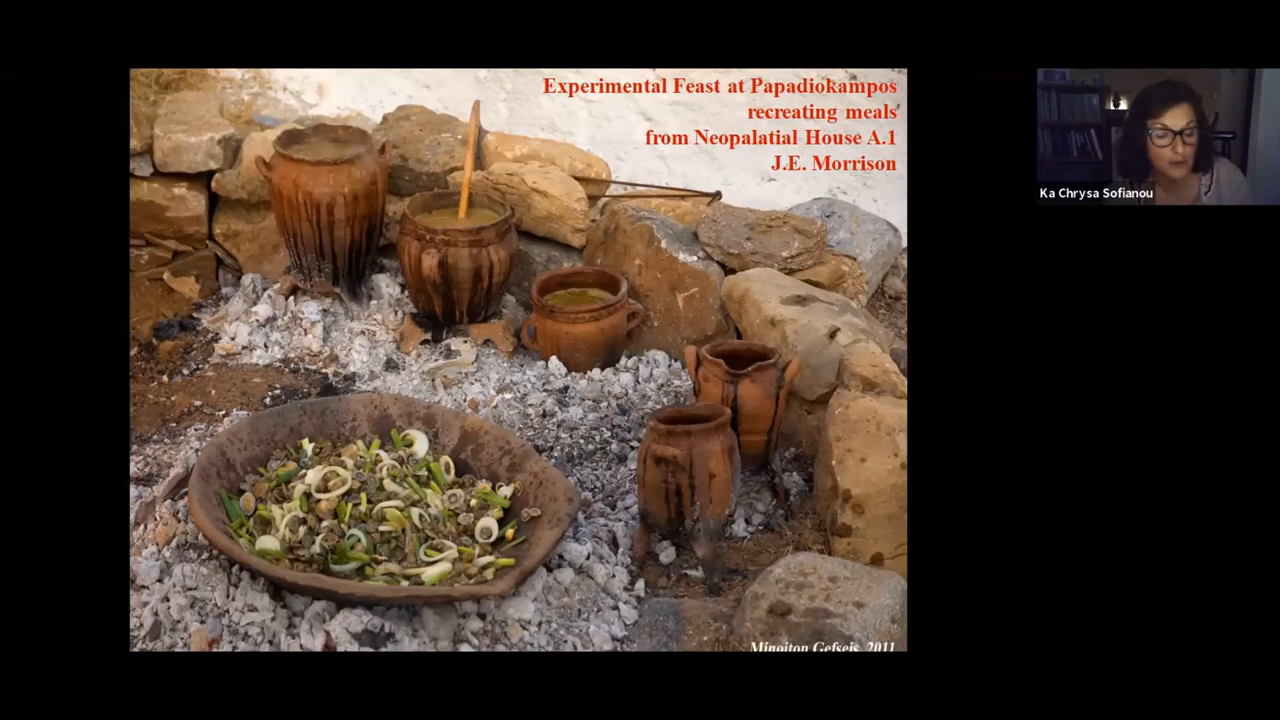 Experimental Feast at Papadiokampos
recreating meals
from Neopalatial House A.1
J.E. Morrison
Ka Chrysa Sofianou
Minoiton Gefseis, 2011